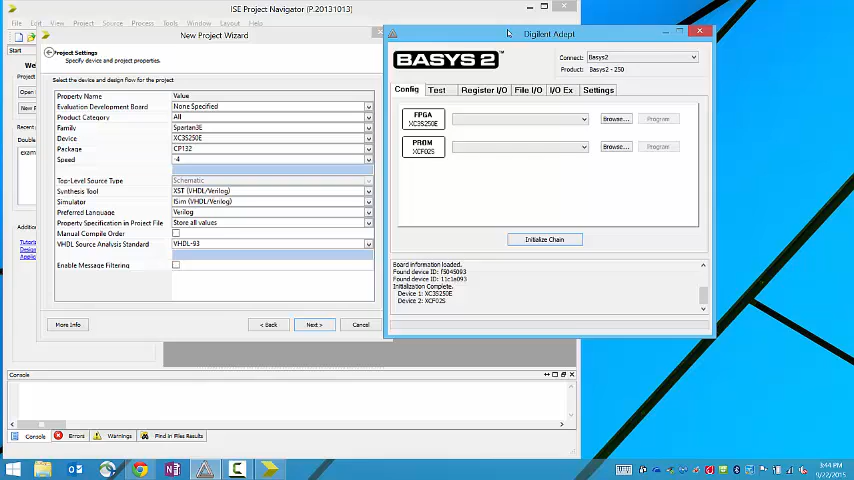 ISE Project Navigator (P.20131013)
File Edit View Project Source Process Tools Window Layout Help
New Project Wizard
Project Settings
Specify device and project properties.
Select the device and design flow for the project
Property Name Value
Evaluation Development Board None Specified
Product Category All
Family Spartan3E
Device XC3S250E
Package CP132
Speed -4
Top-Level Source Type Schematic
Synthesis Tool XST (VHDL/Verilog)
Simulator ISim (VHDL/Verilog)
Preferred Language Verilog
Property Specification in Project File Store all values
Manual Compile Order
VHDL Source Analysis Standard VHDL-93
Enable Message Filtering
More Info < Back Next > Cancel
Digilent Adept
BASYS 2™
Connect: Basys2
Product: Basys2 - 250
Config Test Register I/O File I/O I/O Ex Settings
FPGA
XC3S250E
Browse... Program
PROM
XCF02S
Browse... Program
Initialize Chain
Board information loaded.
Found device ID: f5045093
Found device ID: 11c1a093
Initialization Complete.
Device 1: XC3S250E
Device 2: XCF02S
Console
Console Errors Warnings Find in Files Results
3:44 PM
9/22/2015